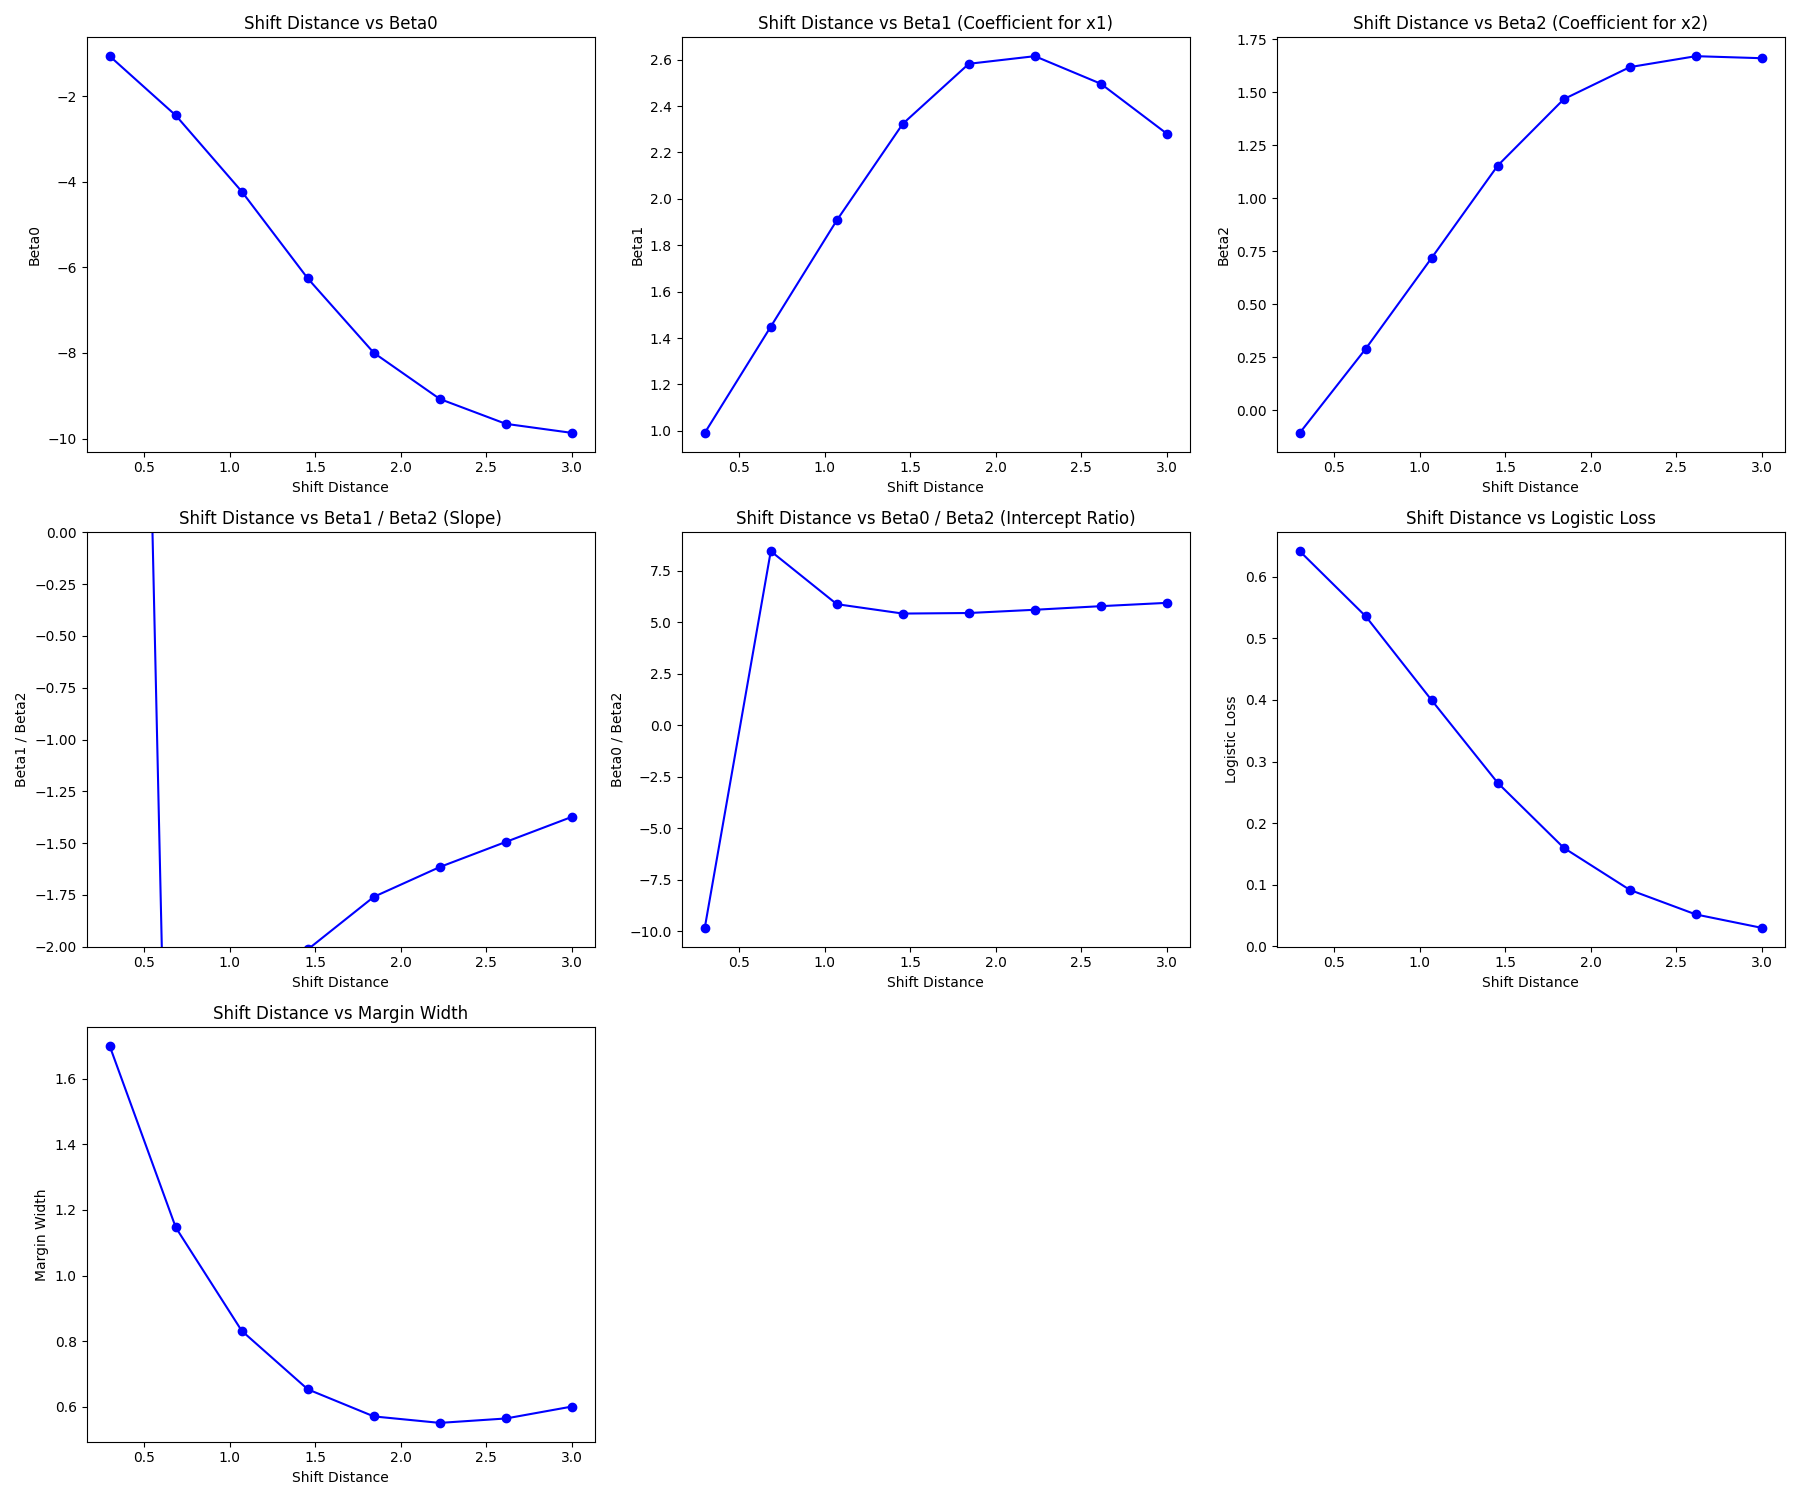 Shift Distance vs Beta0
Beta0
−2
−4
−6
−8
−10
0.5 1.0 1.5 2.0 2.5 3.0
Shift Distance
Shift Distance vs Beta1 (Coefficient for x1)
Beta1
2.6
2.4
2.2
2.0
1.8
1.6
1.4
1.2
1.0
0.5 1.0 1.5 2.0 2.5 3.0
Shift Distance
Shift Distance vs Beta2 (Coefficient for x2)
Beta2
1.75
1.50
1.25
1.00
0.75
0.50
0.25
0.00
0.5 1.0 1.5 2.0 2.5 3.0
Shift Distance
Shift Distance vs Beta1 / Beta2 (Slope)
Beta1 / Beta2
0.00
−0.25
−0.50
−0.75
−1.00
−1.25
−1.50
−1.75
−2.00
0.5 1.0 1.5 2.0 2.5 3.0
Shift Distance
Shift Distance vs Beta0 / Beta2 (Intercept Ratio)
Beta0 / Beta2
7.5
5.0
2.5
0.0
−2.5
−5.0
−7.5
−10.0
0.5 1.0 1.5 2.0 2.5 3.0
Shift Distance
Shift Distance vs Logistic Loss
Logistic Loss
0.6
0.5
0.4
0.3
0.2
0.1
0.0
0.5 1.0 1.5 2.0 2.5 3.0
Shift Distance
Shift Distance vs Margin Width
Margin Width
1.6
1.4
1.2
1.0
0.8
0.6
0.5 1.0 1.5 2.0 2.5 3.0
Shift Distance